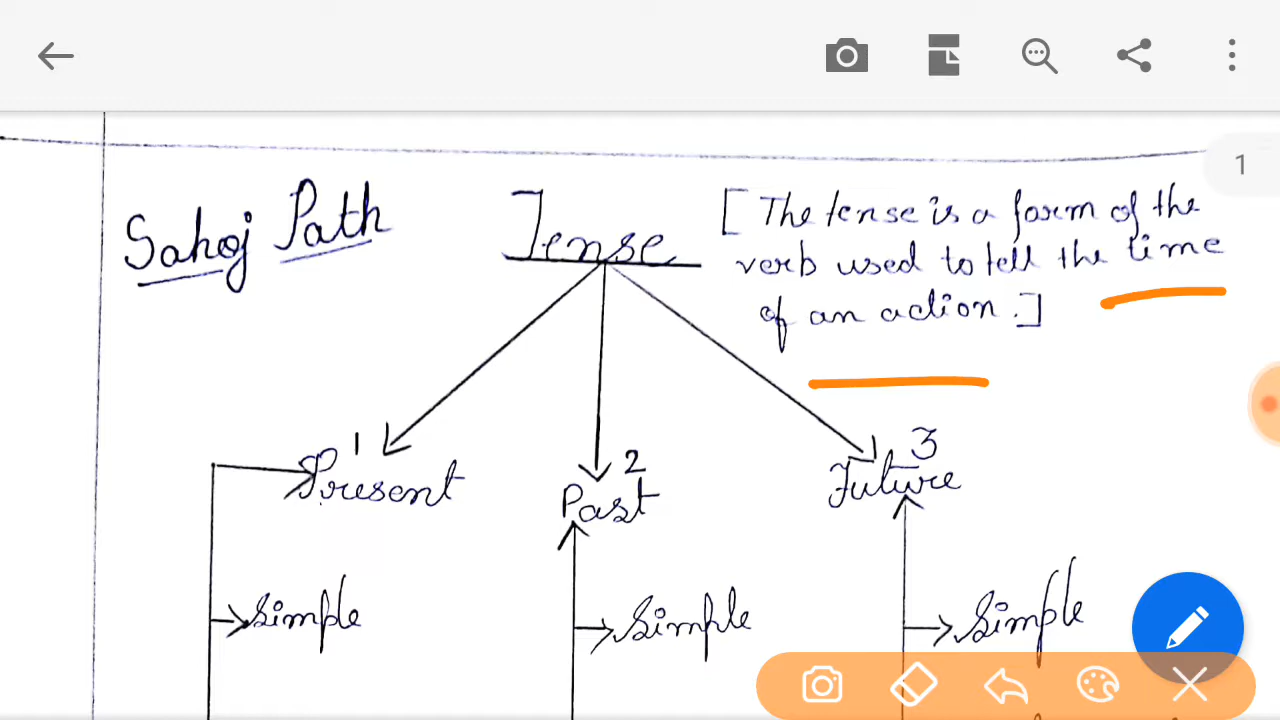 1
Sahoj Path
Tense
[The tense is a form of the
verb used to tell the time
of an action.]
1
Present
2
Past
3
Future
Simple
Simple
Simple